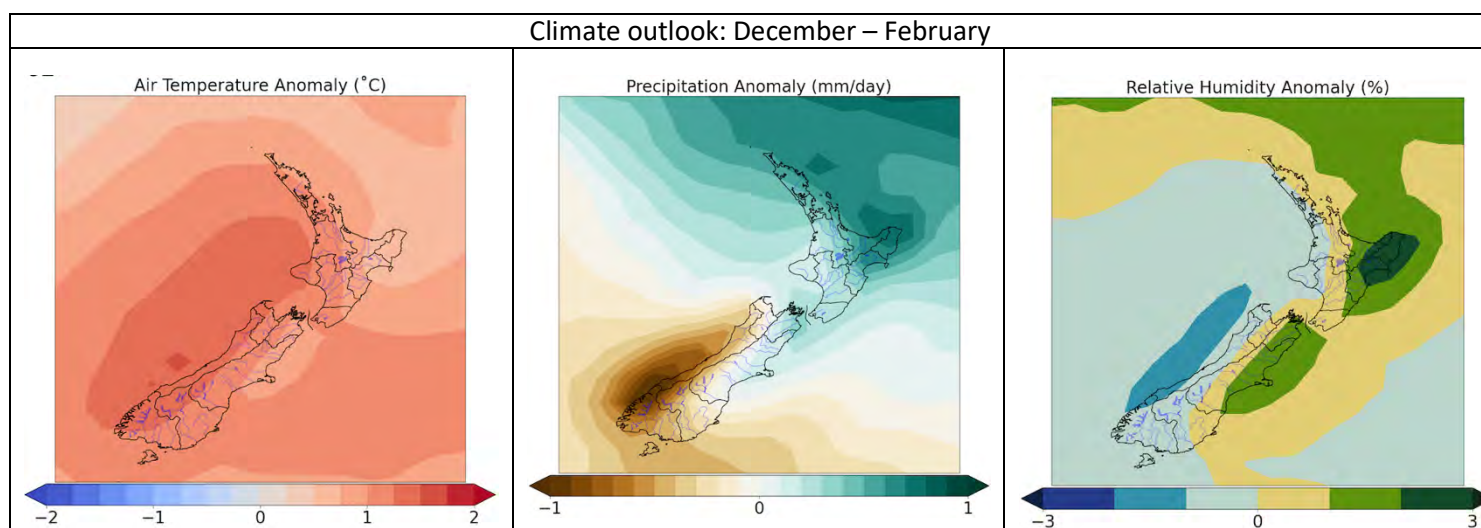 Climate outlook: December – February
Air Temperature Anomaly (˚C)
Precipitation Anomaly (mm/day)
Relative Humidity Anomaly (%)
−2 −1 0 1 2
−1 0 1
−3 0 3